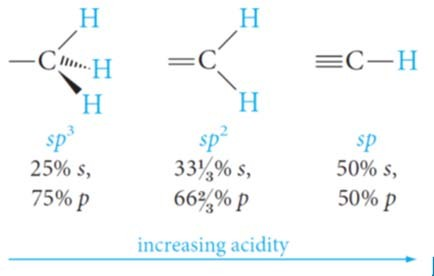 H H
—C H =C ≡C—H
H H
sp³ sp² sp
25% s, 33⅓% s, 50% s,
75% p 66⅔% p 50% p
increasing acidity